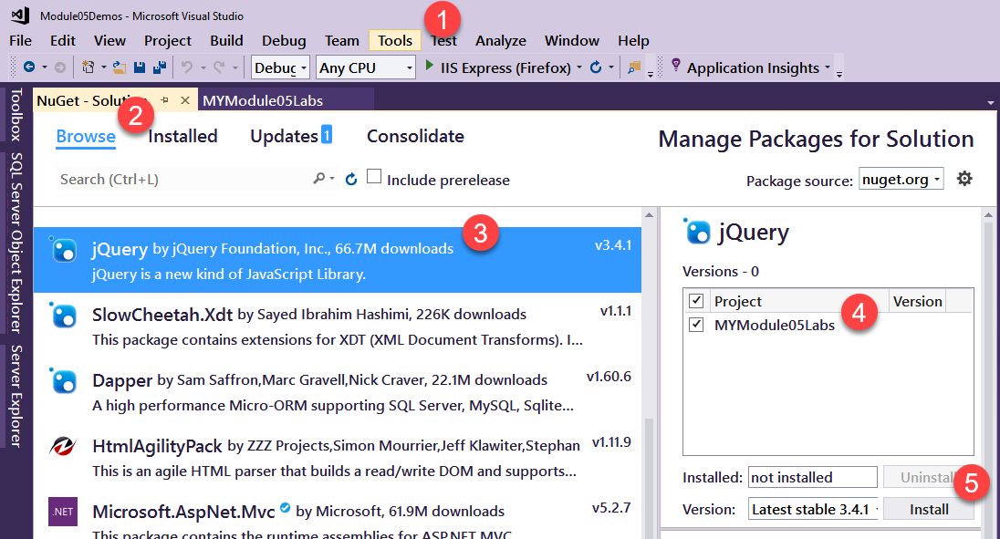 Module05Demos - Microsoft Visual Studio
1
File Edit View Project Build Debug Team Tools Test Analyze Window Help
Debug Any CPU IIS Express (Firefox) Application Insights
Toolbox
SQL Server Object Explorer
Server Explorer
NuGet - Solution MYModule05Labs
2
Browse Installed Updates 1 Consolidate
Manage Packages for Solution
Search (Ctrl+L) Include prerelease
Package source: nuget.org
3
jQuery by jQuery Foundation, Inc., 66.7M downloads v3.4.1
jQuery is a new kind of JavaScript Library.
SlowCheetah.Xdt by Sayed Ibrahim Hashimi, 226K downloads v1.1.1
This package contains extensions for XDT (XML Document Transforms). I...
Dapper by Sam Saffron,Marc Gravell,Nick Craver, 22.1M downloads v1.60.6
A high performance Micro-ORM supporting SQL Server, MySQL, Sqlite...
HtmlAgilityPack by ZZZ Projects,Simon Mourrier,Jeff Klawiter,Stephan v1.11.9
This is an agile HTML parser that builds a read/write DOM and supports...
.NET
Microsoft.AspNet.Mvc by Microsoft, 61.9M downloads v5.2.7
This package contains the runtime assemblies for ASP.NET MVC.
jQuery
Versions - 0
Project Version
4
MYModule05Labs
Installed: not installed Uninstall
5
Version: Latest stable 3.4.1 Install